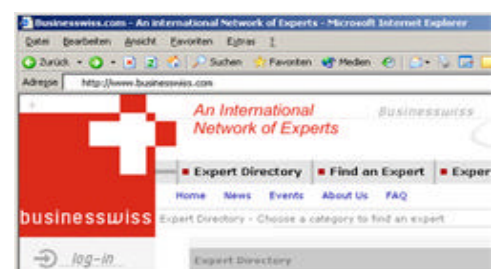 Businesswiss.com - An international Network of Experts - Microsoft Internet Explorer
Datei Bearbeiten Ansicht Favoriten Extras ?
Zurück Suchen Favoriten Medien
Adresse http://www.businesswiss.com
An International
Network of Experts
Businesswiss
Expert Directory Find an Expert Exper
Home News Events About Us FAQ
businesswiss
Expert Directory - Choose a category to find an expert
log-in
Expert Directory